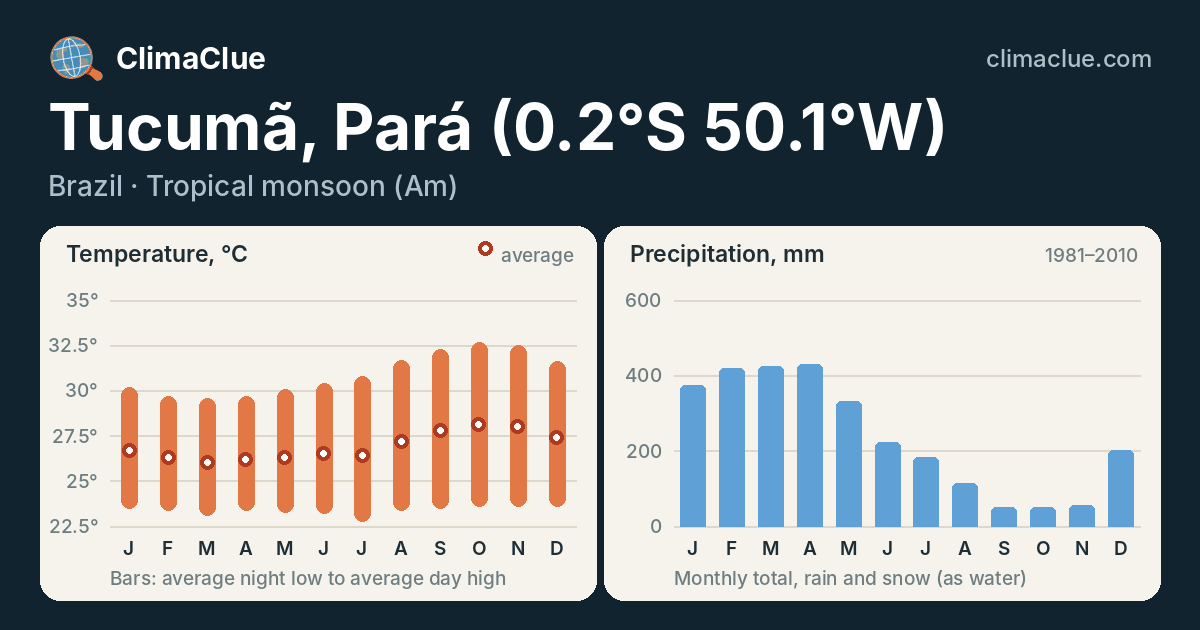 ClimaClue
climaclue.com
Tucumã, Pará (0.2°S 50.1°W)
Brazil · Tropical monsoon (Am)
Temperature, °C
average
35°
32.5°
30°
27.5°
25°
22.5°
J F M A M J J A S O N D
Bars: average night low to average day high
Precipitation, mm
1981–2010
600
400
200
0
J F M A M J J A S O N D
Monthly total, rain and snow (as water)